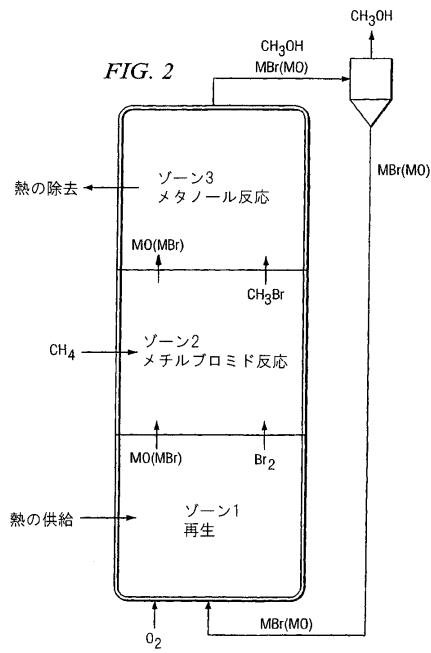 CH3OH
FIG. 2
CH3OH
MBr(MO)
MBr(MO)
ゾーン3
メタノール反応
熱の除去
MO(MBr)
CH3Br
ゾーン2
メチルブロミド反応
CH4
MO(MBr)
Br2
ゾーン1
再生
熱の供給
O2
MBr(MO)